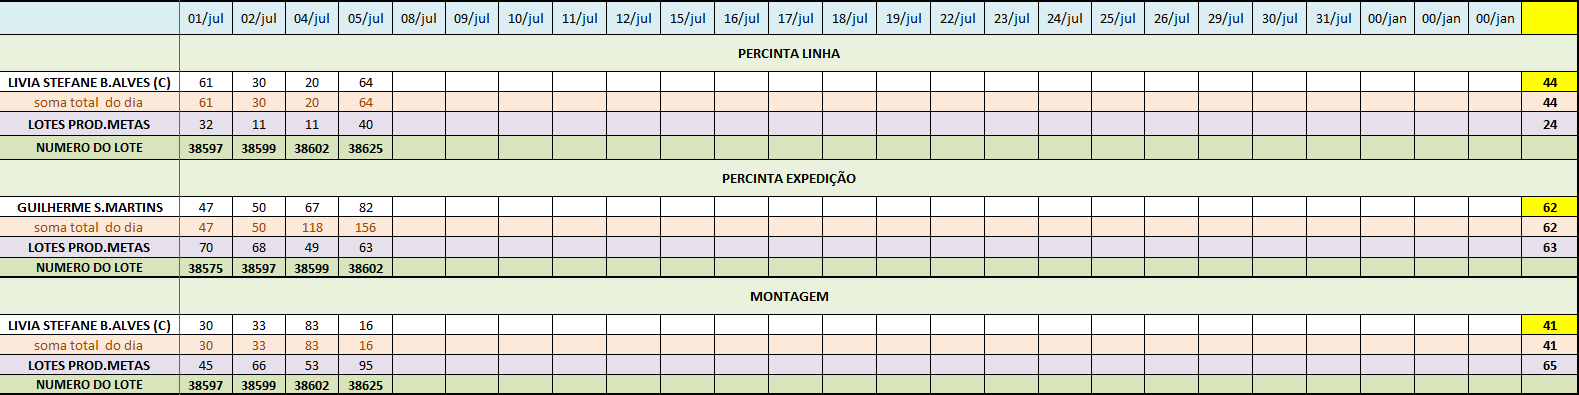 01/jul 02/jul 04/jul 05/jul 08/jul 09/jul 10/jul 11/jul 12/jul 15/jul 16/jul 17/jul 18/jul 19/jul 22/jul 23/jul 24/jul 25/jul 26/jul 29/jul 30/jul 31/jul 00/jan 00/jan 00/jan
PERCINTA LINHA
LIVIA STEFANE B.ALVES (C) 61 30 20 64 44
soma total do dia 61 30 20 64 44
LOTES PROD.METAS 32 11 11 40 24
NUMERO DO LOTE 38597 38599 38602 38625
PERCINTA EXPEDIÇÃO
GUILHERME S.MARTINS 47 50 67 82 62
soma total do dia 47 50 118 156 62
LOTES PROD.METAS 70 68 49 63 63
NUMERO DO LOTE 38575 38597 38599 38602
MONTAGEM
LIVIA STEFANE B.ALVES (C) 30 33 83 16 41
soma total do dia 30 33 83 16 41
LOTES PROD.METAS 45 66 53 95 65
NUMERO DO LOTE 38597 38599 38602 38625